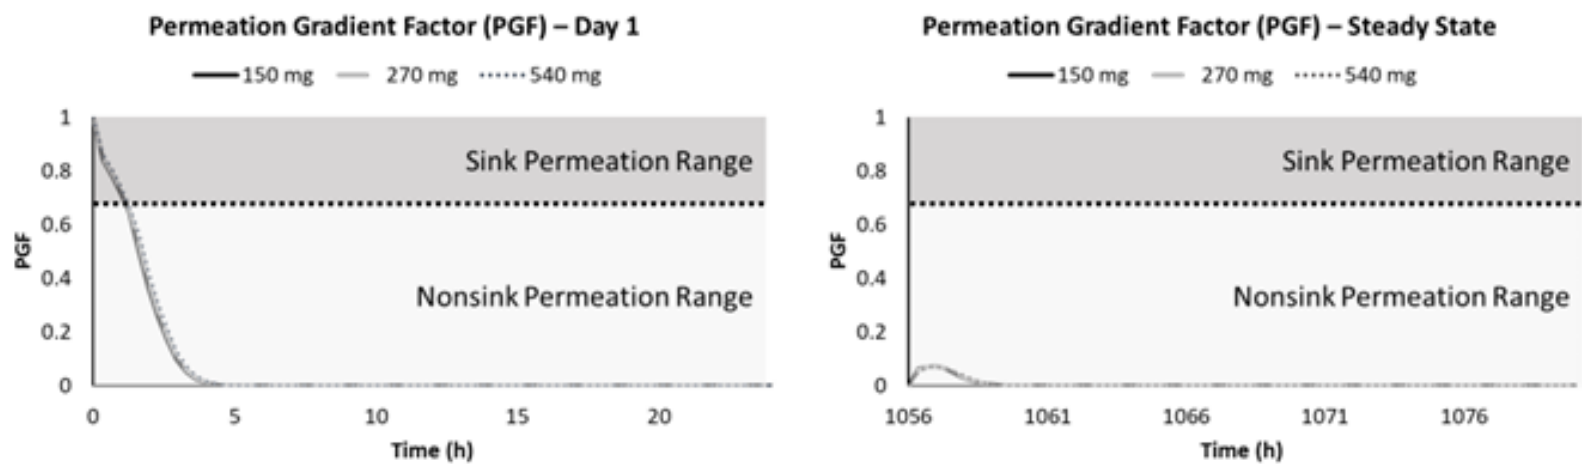 Permeation Gradient Factor (PGF) – Day 1
150 mg 270 mg 540 mg
1
0.8
0.6
0.4
0.2
0
PGF
Sink Permeation Range
Nonsink Permeation Range
0 5 10 15 20
Time (h)
Permeation Gradient Factor (PGF) – Steady State
150 mg 270 mg 540 mg
1
0.8
0.6
0.4
0.2
0
PGF
Sink Permeation Range
Nonsink Permeation Range
1056 1061 1066 1071 1076
Time (h)